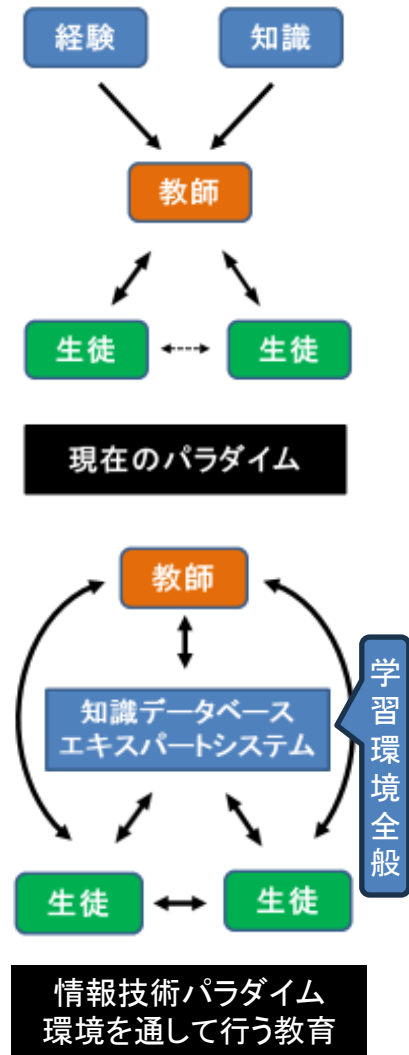 経験
知識
教師
生徒
生徒
現在のパラダイム
教師
知識データベース
エキスパートシステム
学習環境全般
生徒
生徒
情報技術パラダイム
環境を通して行う教育